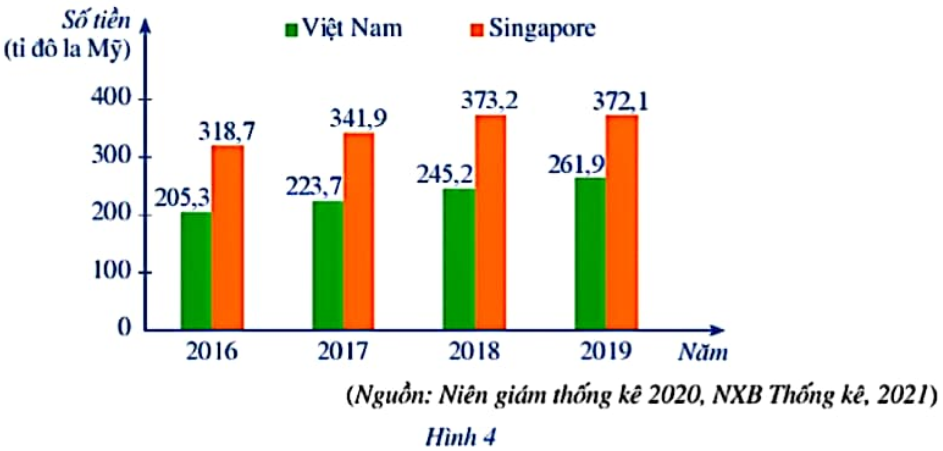 Số tiền
(tỉ đô la Mỹ)
Việt Nam
Singapore
400
300
200
100
0
205,3
318,7
223,7
341,9
245,2
373,2
261,9
372,1
2016
2017
2018
2019
Năm
(Nguồn: Niên giám thống kê 2020, NXB Thống kê, 2021)
Hình 4